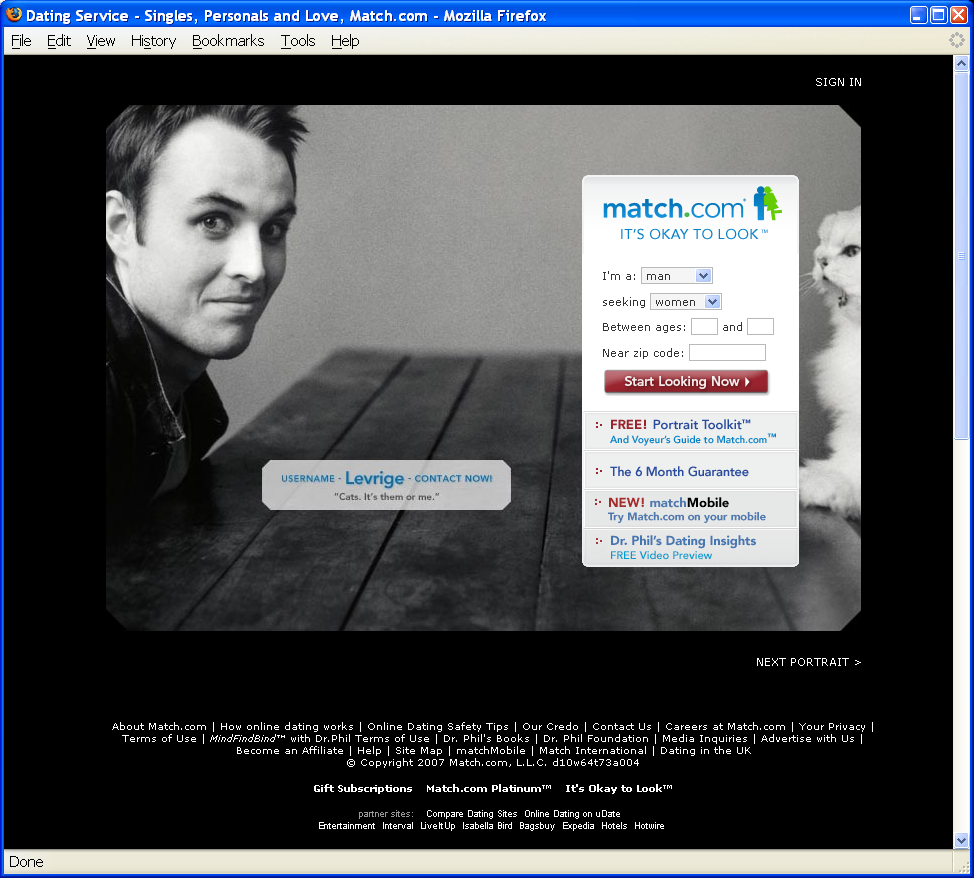 Dating Service - Singles, Personals and Love, Match.com - Mozilla Firefox
File Edit View History Bookmarks Tools Help
SIGN IN
match.com
IT'S OKAY TO LOOK™
I'm a: man
seeking women
Between ages: and
Near zip code:
Start Looking Now
FREE! Portrait Toolkit™
And Voyeur's Guide to Match.com™
The 6 Month Guarantee
NEW! matchMobile
Try Match.com on your mobile
Dr. Phil's Dating Insights
FREE Video Preview
USERNAME - Levrige - CONTACT NOW!
"Cats. It's them or me."
NEXT PORTRAIT >
About Match.com | How online dating works | Online Dating Safety Tips | Our Credo | Contact Us | Careers at Match.com | Your Privacy |
Terms of Use | MindFindBind™ with Dr.Phil Terms of Use | Dr. Phil's Books | Dr. Phil Foundation | Media Inquiries | Advertise with Us |
Become an Affiliate | Help | Site Map | matchMobile | Match International | Dating in the UK
© Copyright 2007 Match.com, L.L.C. d10w64t73a004
Gift Subscriptions Match.com Platinum™ It's Okay to Look™
partner sites: Compare Dating Sites Online Dating on uDate
Entertainment Interval LiveItUp Isabella Bird Bagsbuy Expedia Hotels Hotwire
Done